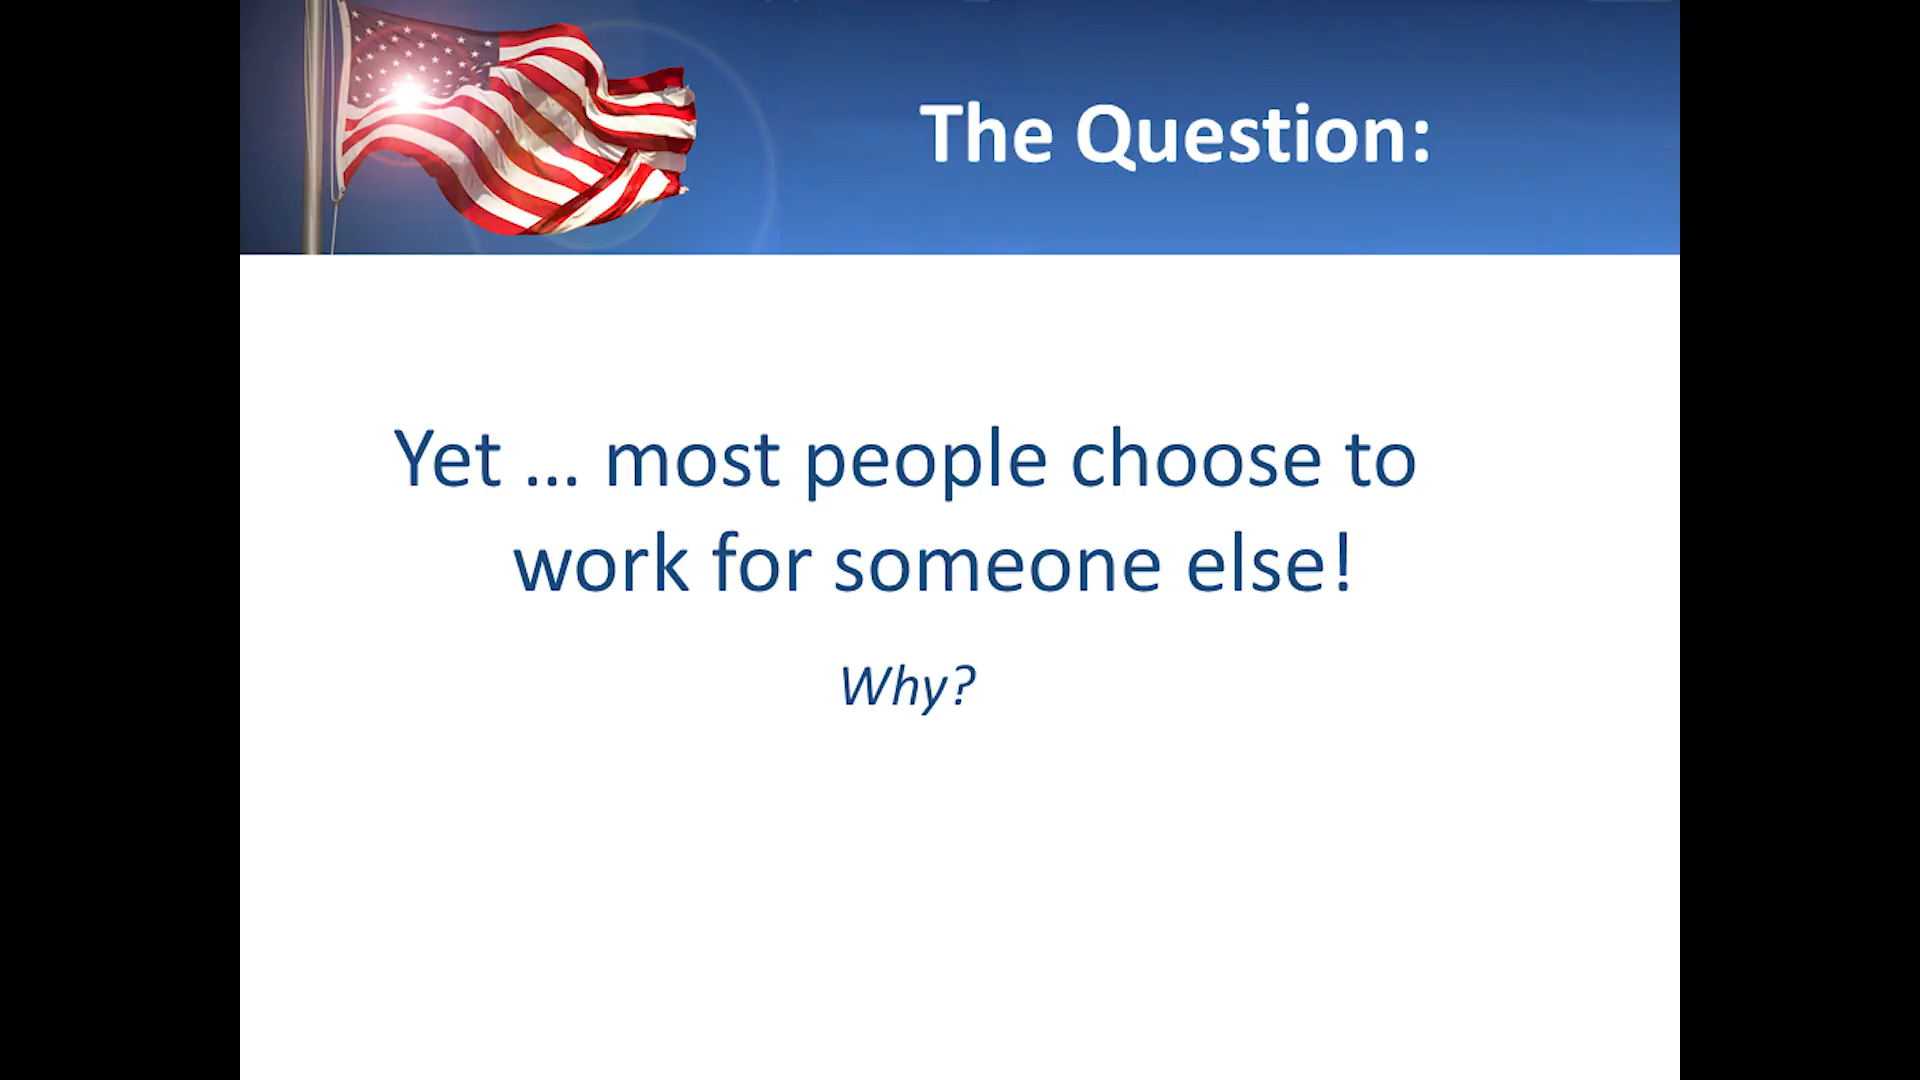 The Question:
Yet ... most people choose to
work for someone else!
Why?